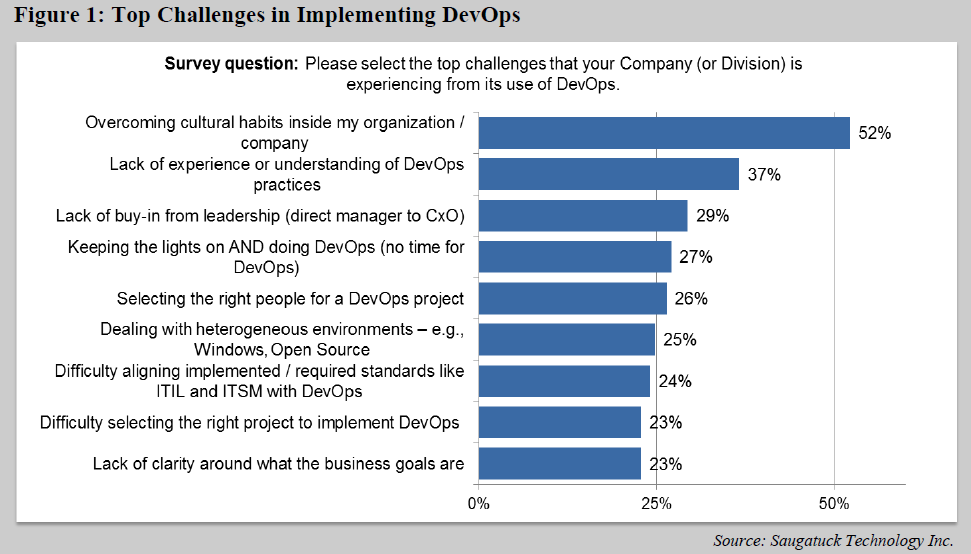 Figure 1: Top Challenges in Implementing DevOps
Survey question: Please select the top challenges that your Company (or Division) is
experiencing from its use of DevOps.
Overcoming cultural habits inside my organization /
company
52%
Lack of experience or understanding of DevOps
practices
37%
Lack of buy-in from leadership (direct manager to CxO)
29%
Keeping the lights on AND doing DevOps (no time for
DevOps)
27%
Selecting the right people for a DevOps project
26%
Dealing with heterogeneous environments – e.g.,
Windows, Open Source
25%
Difficulty aligning implemented / required standards like
ITIL and ITSM with DevOps
24%
Difficulty selecting the right project to implement DevOps
23%
Lack of clarity around what the business goals are
23%
0%
25%
50%
Source: Saugatuck Technology Inc.